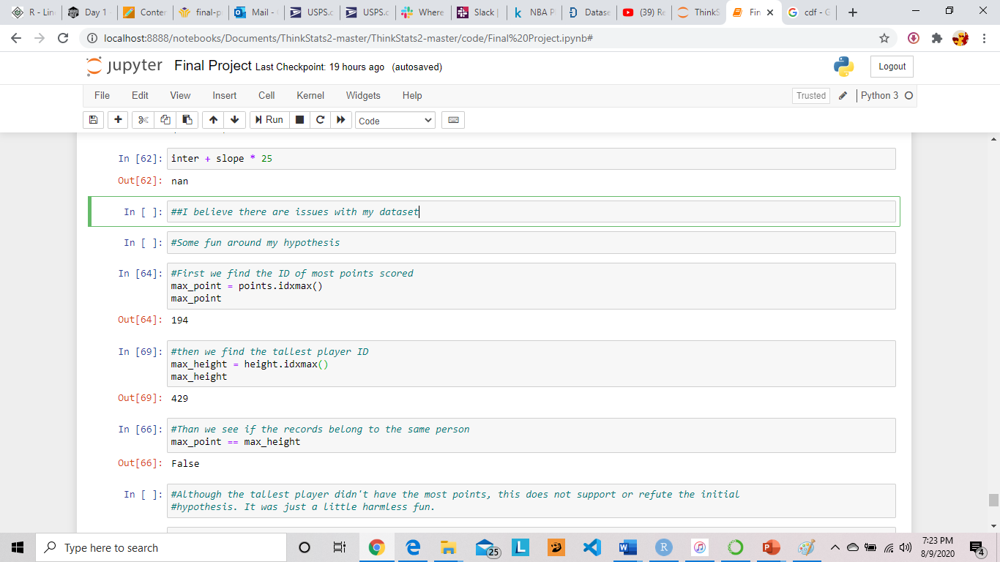 R - Lin
Day 1
Conter
final-p
Mail -
USPS.c
USPS.c
Where
Slack |
NBA P
Datase
(39) Re
ThinkS
Fin
cdf - G
localhost:8888/notebooks/Documents/ThinkStats2-master/ThinkStats2-master/code/Final%20Project.ipynb#
jupyter Final Project Last Checkpoint: 19 hours ago (autosaved)
Logout
File Edit View Insert Cell Kernel Widgets Help
Trusted Python 3
Run Code
In [62]: inter + slope * 25
Out[62]: nan
In [ ]: ##I believe there are issues with my dataset
In [ ]: #Some fun around my hypothesis
In [64]: #First we find the ID of most points scored
max_point = points.idxmax()
max_point
Out[64]: 194
In [69]: #then we find the tallest player ID
max_height = height.idxmax()
max_height
Out[69]: 429
In [66]: #Than we see if the records belong to the same person
max_point == max_height
Out[66]: False
In [ ]: #Although the tallest player didn't have the most points, this does not support or refute the initial
#hypothesis. It was just a little harmless fun.
Type here to search
25
7:23 PM
8/9/2020
4